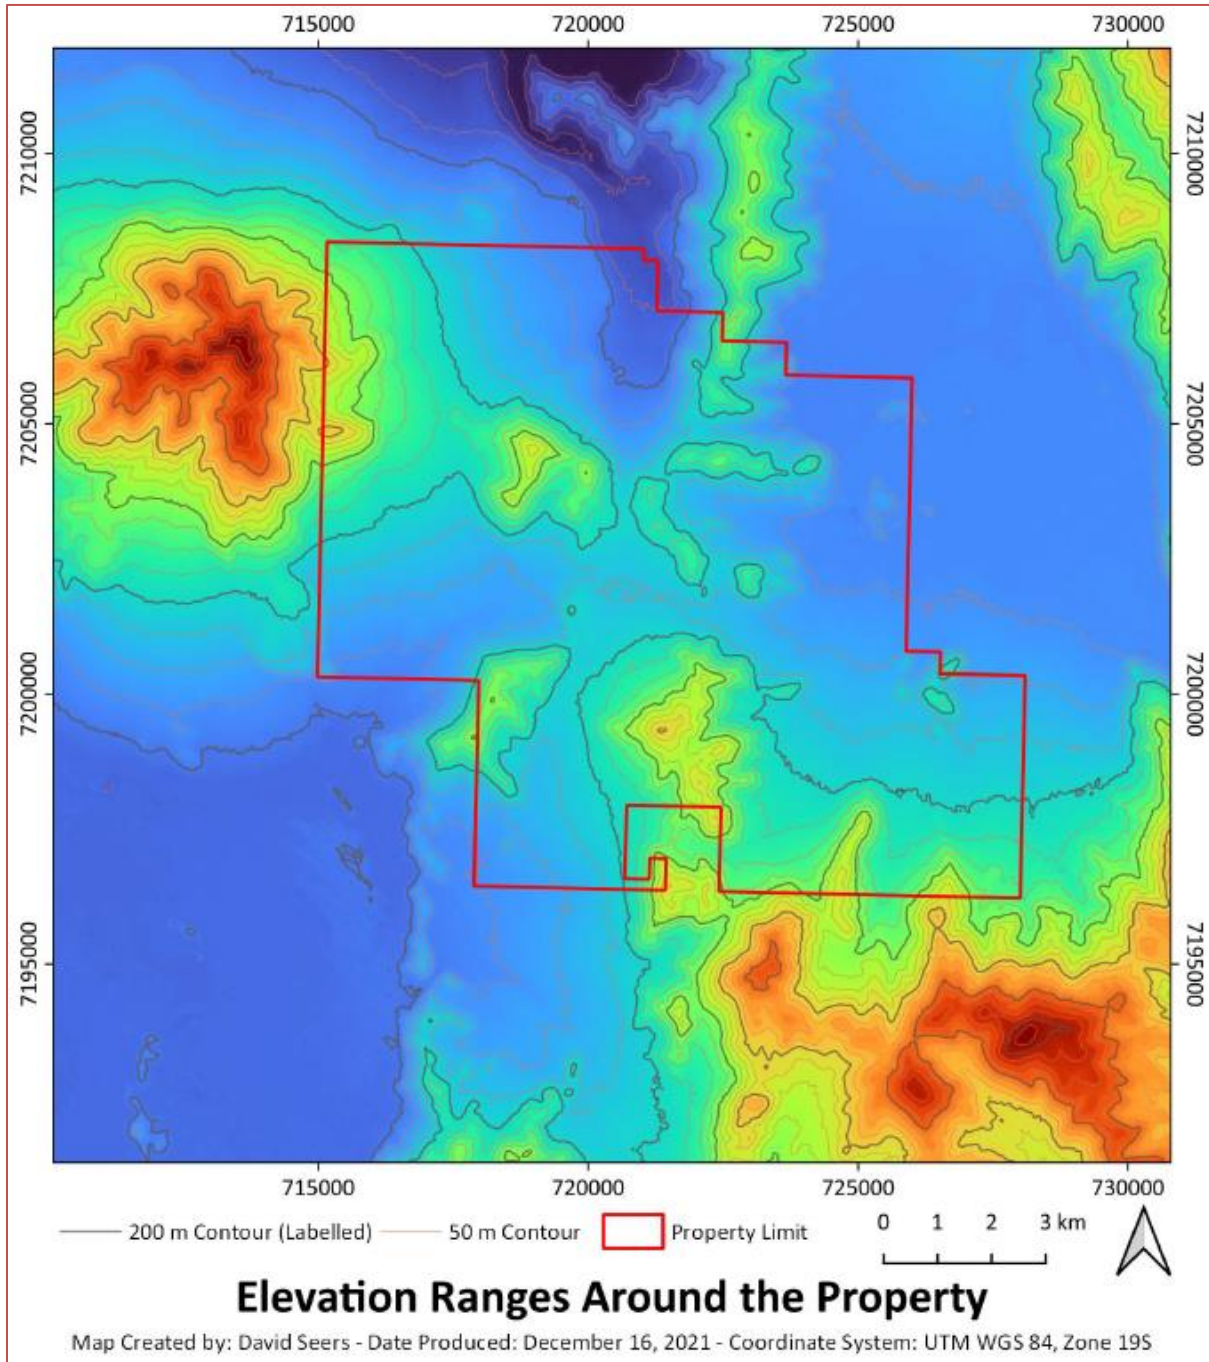 715000 720000 725000 730000
7210000 7210000
7205000 7205000
7200000 7200000
7195000 7195000
715000 720000 725000 730000
200 m Contour (Labelled) 50 m Contour Property Limit 0 1 2 3 km
Elevation Ranges Around the Property
Map Created by: David Seers - Date Produced: December 16, 2021 - Coordinate System: UTM WGS 84, Zone 19S